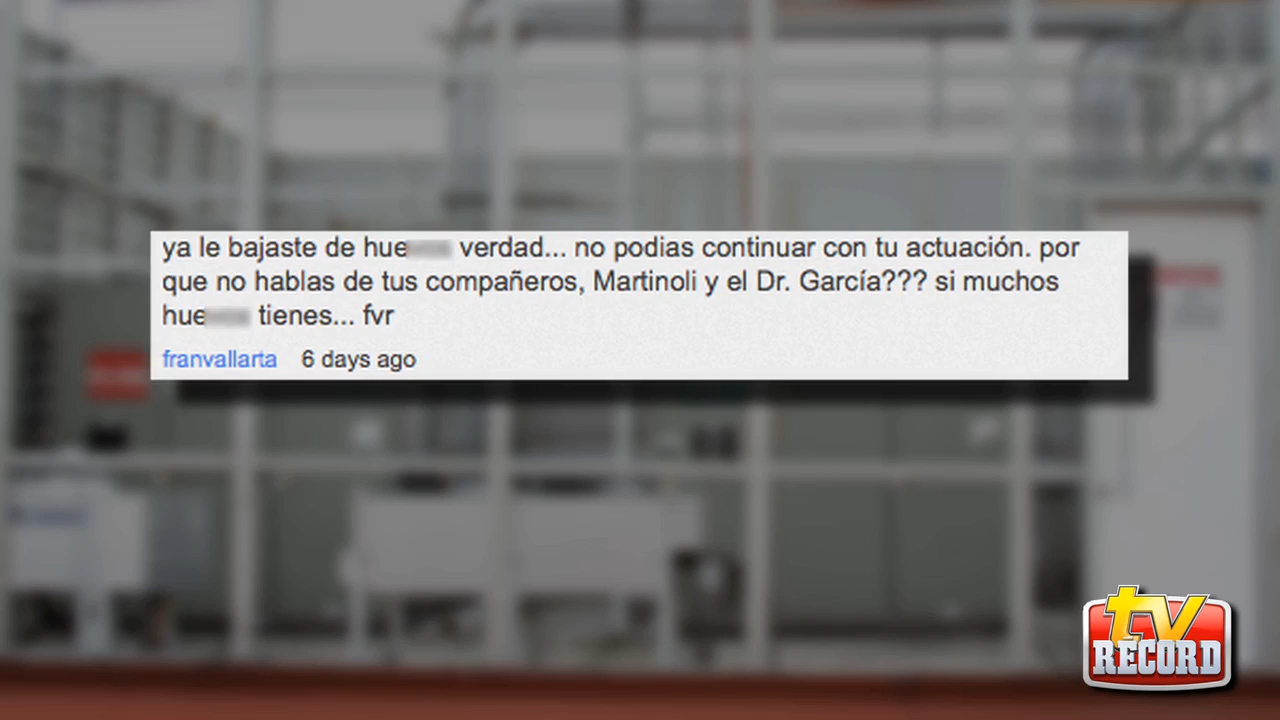 ya le bajaste de hue verdad... no podias continuar con tu actuación. por
que no hablas de tus compañeros, Martinoli y el Dr. García??? si muchos
hue tienes... fvr
franvallarta 6 days ago
tv
RÉCORD